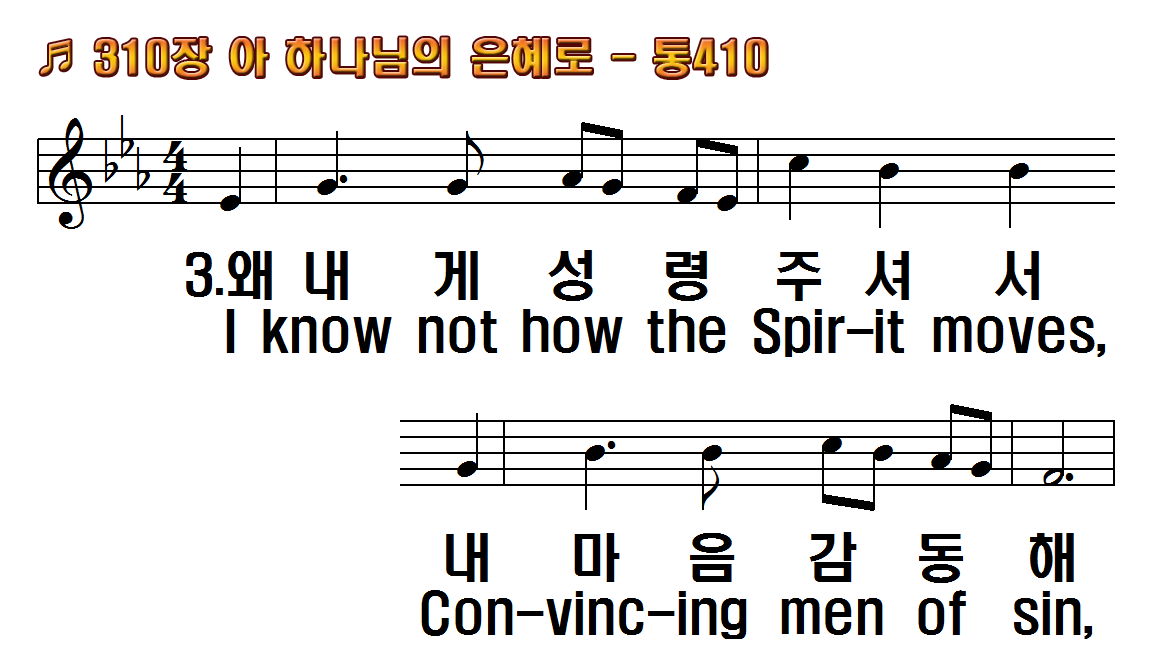 ♬ 310장 아 하나님의 은혜로 - 통410
4
4
3.왜 내 게 성 령 주 셔 서
I know not how the Spir-it moves,
내 마 음 감 동 해
Con-vinc-ing men of sin,